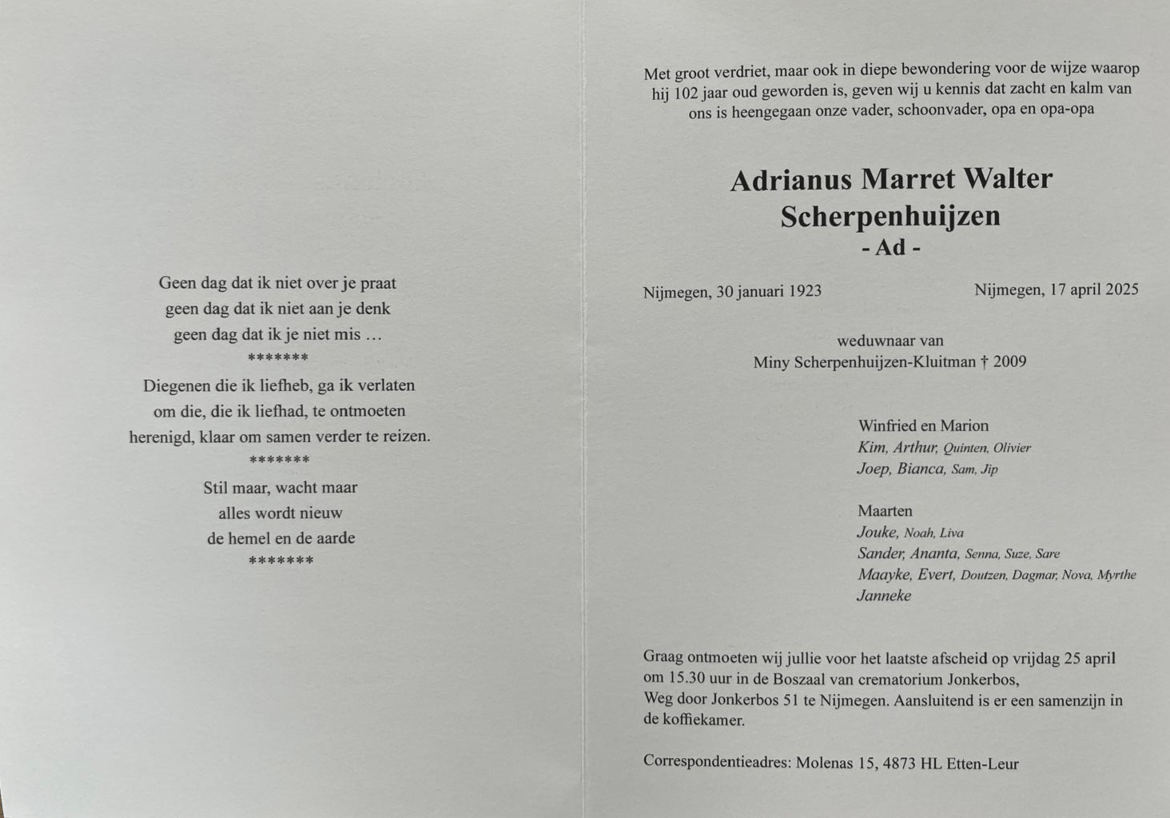 Geen dag dat ik niet over je praat
geen dag dat ik niet aan je denk
geen dag dat ik je niet mis …
*******
Diegenen die ik liefheb, ga ik verlaten
om die, die ik liefhad, te ontmoeten
herenigd, klaar om samen verder te reizen.
*******
Stil maar, wacht maar
alles wordt nieuw
de hemel en de aarde
*******
Met groot verdriet, maar ook in diepe bewondering voor de wijze waarop
hij 102 jaar oud geworden is, geven wij u kennis dat zacht en kalm van
ons is heengegaan onze vader, schoonvader, opa en opa-opa
Adrianus Marret Walter
Scherpenhuijzen
- Ad -
Nijmegen, 30 januari 1923 Nijmegen, 17 april 2025
weduwnaar van
Miny Scherpenhuijzen-Kluitman † 2009
Winfried en Marion
Kim, Arthur, Quinten, Olivier
Joep, Bianca, Sam, Jip
Maarten
Jouke, Noah, Liva
Sander, Ananta, Senna, Suze, Sare
Maayke, Evert, Doutzen, Dagmar, Nova, Myrthe
Janneke
Graag ontmoeten wij jullie voor het laatste afscheid op vrijdag 25 april
om 15.30 uur in de Boszaal van crematorium Jonkerbos,
Weg door Jonkerbos 51 te Nijmegen. Aansluitend is er een samenzijn in
de koffiekamer.
Correspondentieadres: Molenas 15, 4873 HL Etten-Leur